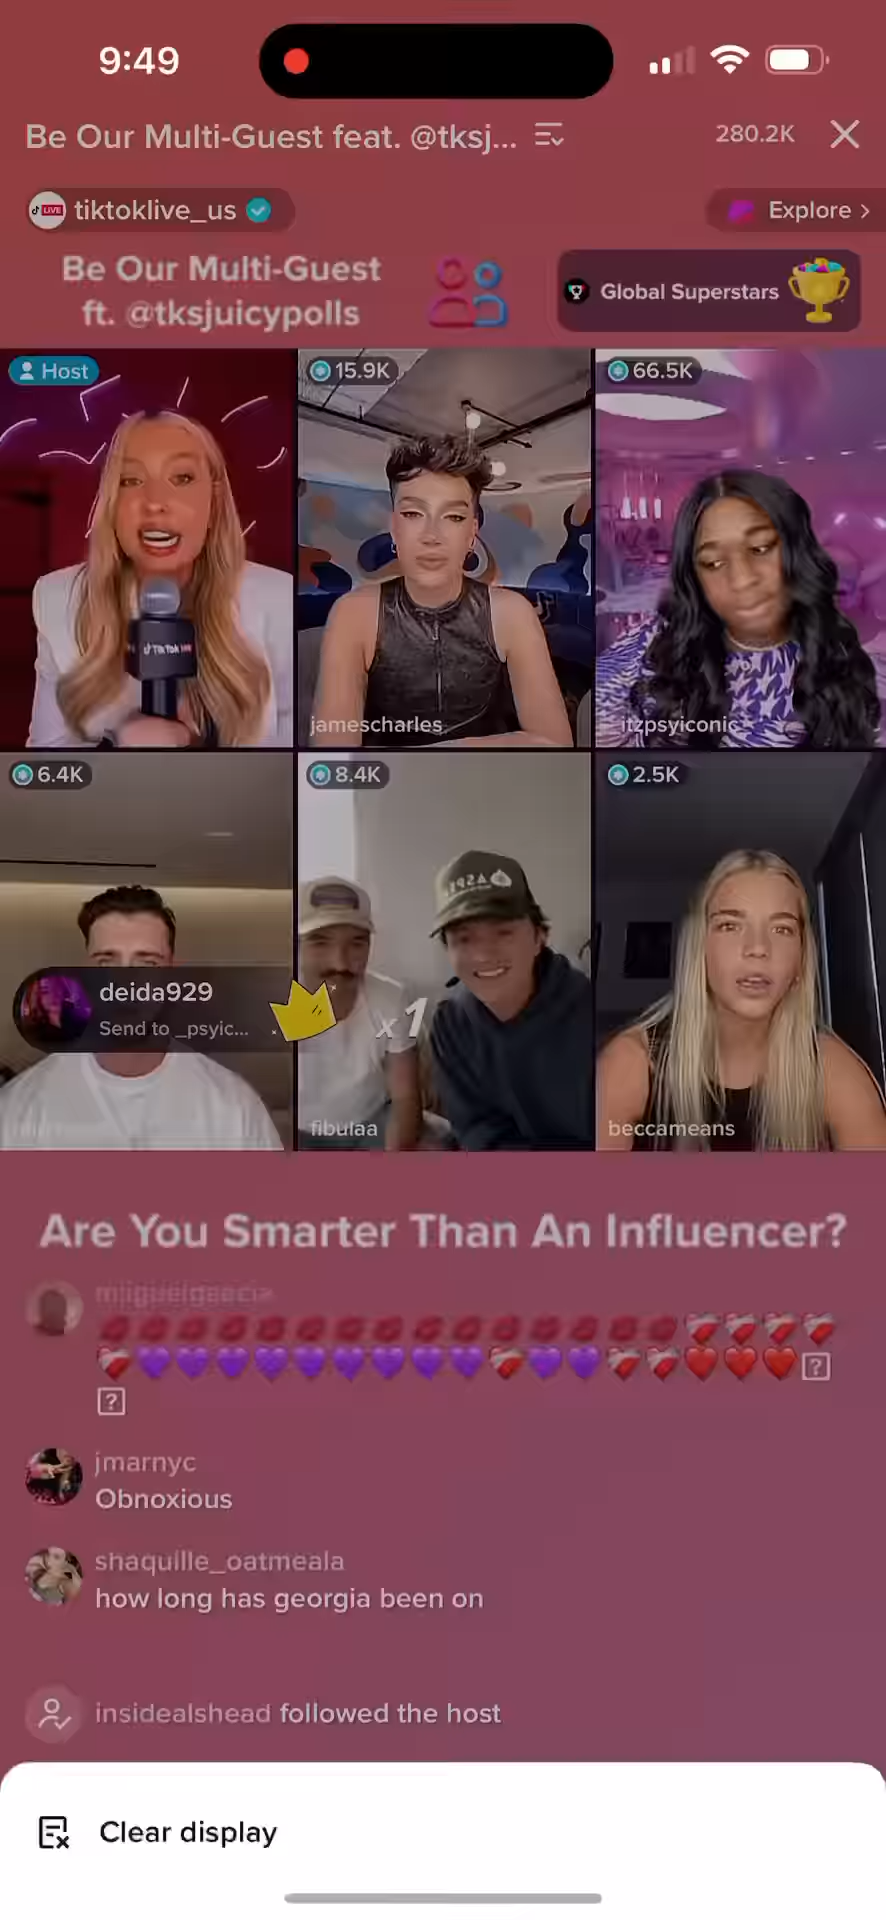 9:49
Be Our Multi-Guest feat. @tksj...
280.2K
LIVE
tiktoklive_us
Explore >
Be Our Multi-Guest
ft. @tksjuicypolls
Global Superstars
Host
15.9K
66.5K
TikTok LIVE
jamescharles
itzpsyiconic
6.4K
8.4K
2.5K
deida929
Send to _psyic...
x1
fibulaa
beccameans
Are You Smarter Than An Influencer?
jmarnyc
Obnoxious
shaquille_oatmeala
how long has georgia been on
insidealshead followed the host
Clear display